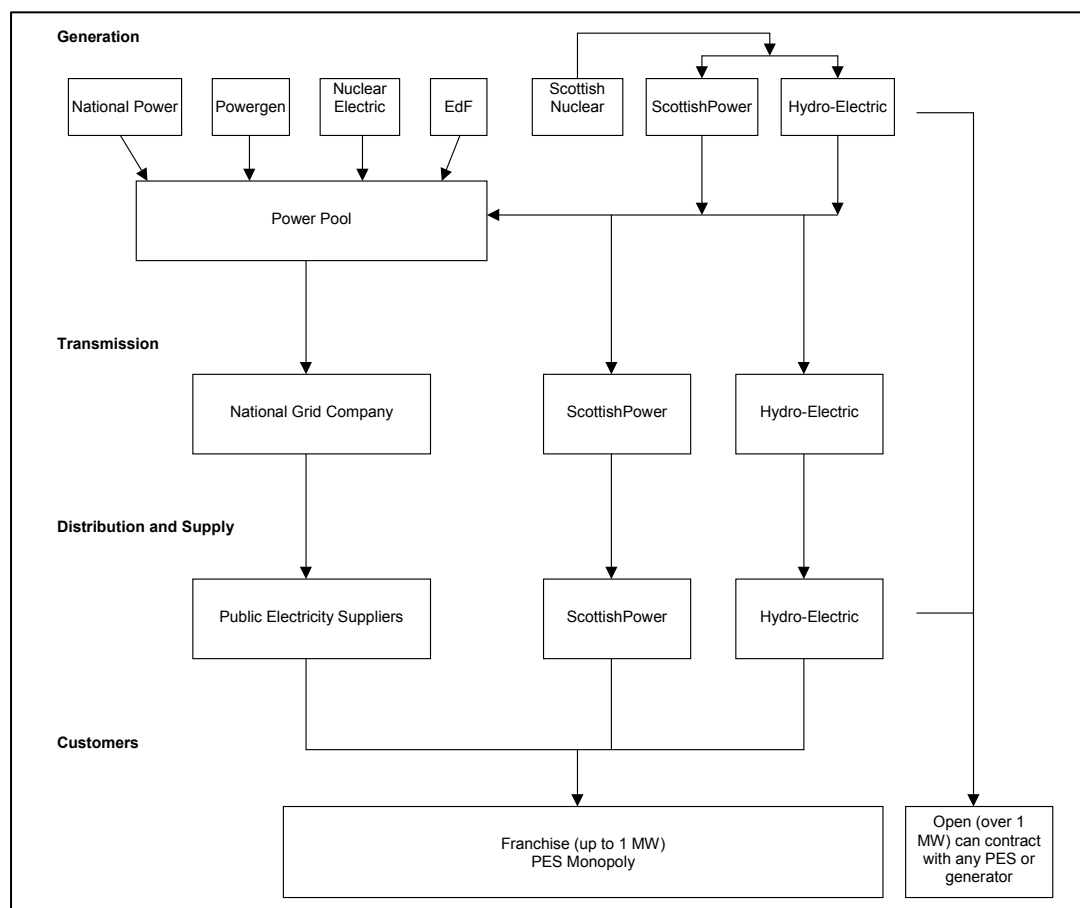 Generation
National Power
Powergen
Nuclear
Electric
EdF
Scottish
Nuclear
ScottishPower
Hydro-Electric
Power Pool
Transmission
National Grid Company
ScottishPower
Hydro-Electric
Distribution and Supply
Public Electricity Suppliers
ScottishPower
Hydro-Electric
Customers
Franchise (up to 1 MW)
PES Monopoly
Open (over 1
MW) can contract
with any PES or
generator